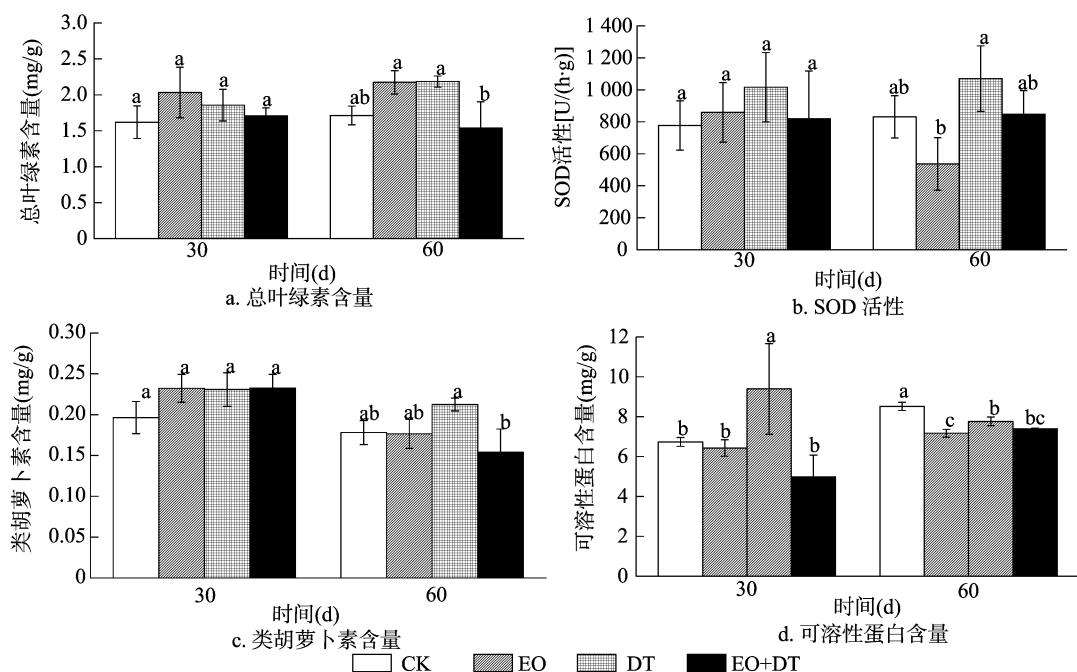 总叶绿素含量(mg/g)
3.0
2.5
2.0
1.5
1.0
0.5
0
a a a a
ab a a b
30 60
时间(d)
a. 总叶绿素含量
SOD活性[U/(h·g)]
1 400
1 200
1000
800
600
400
200
0
a a a a
ab b a ab
30 60
时间(d)
b. SOD 活性
类胡萝卜素含量(mg/g)
0.30
0.25
0.20
0.15
0.10
0.05
0
a a a a
ab ab a b
30 60
时间(d)
c. 类胡萝卜素含量
可溶性蛋白含量(mg/g)
12
10
8
6
4
2
0
b b a b
a c b bc
30 60
时间(d)
d. 可溶性蛋白含量
CK EO DT EO+DT